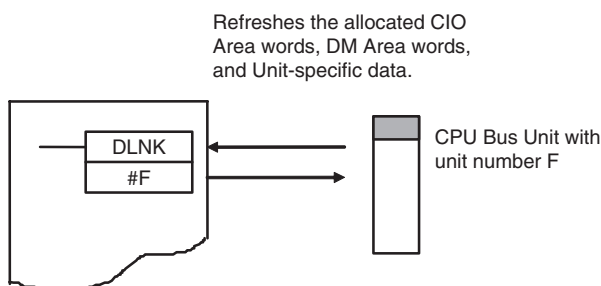 Refreshes the allocated CIO
Area words, DM Area words,
and Unit-specific data.
DLNK
#F
CPU Bus Unit with
unit number F